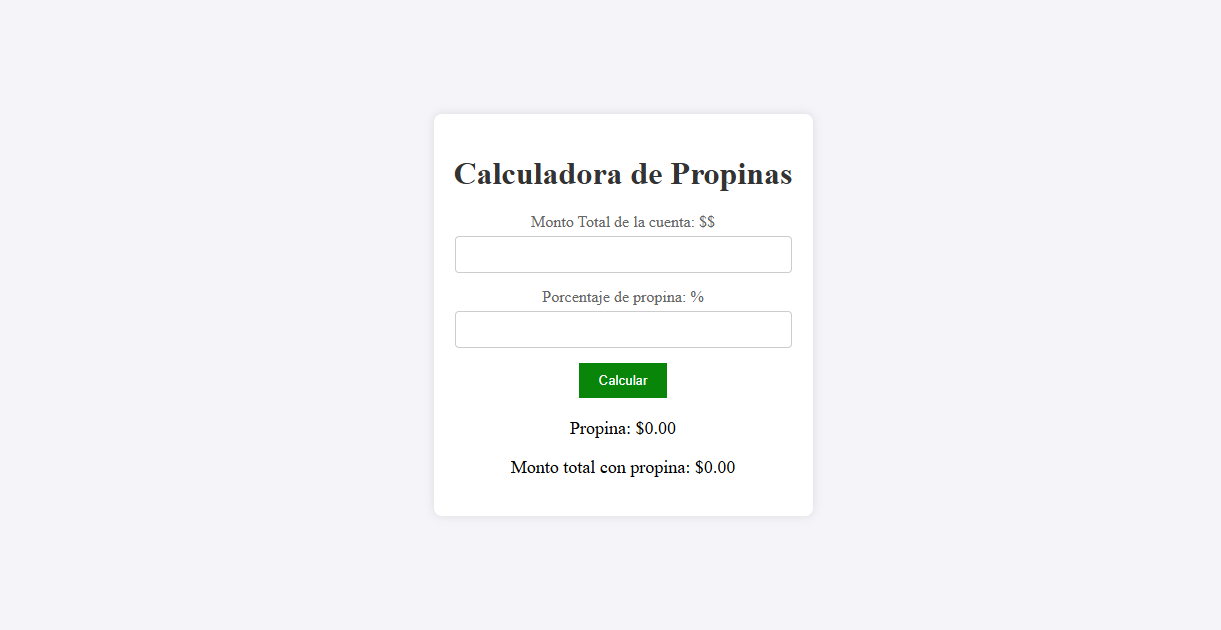 Calculadora de Propinas
Monto Total de la cuenta: $$
Porcentaje de propina: %
Calcular
Propina: $0.00
Monto total con propina: $0.00